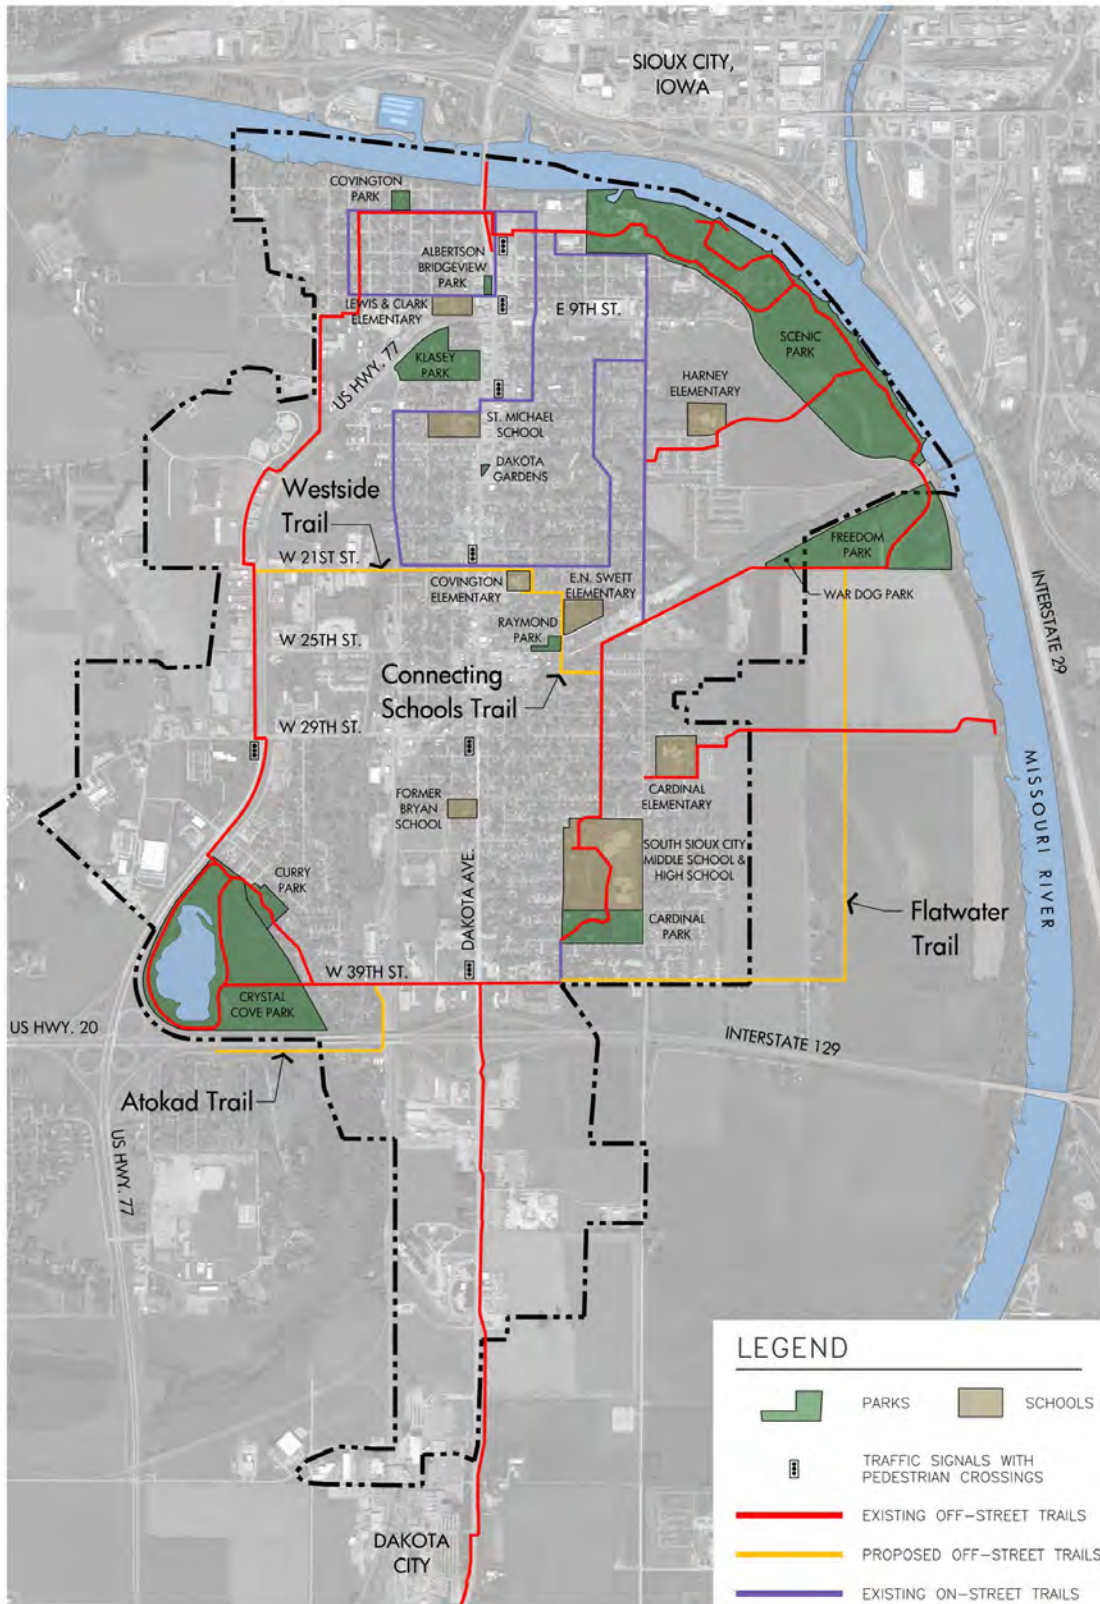 SIOUX CITY,
IOWA
COVINGTON
PARK
ALBERTSON
BRIDGEVIEW
PARK
LEWIS & CLARK
ELEMENTARY
E 9TH ST.
SCENIC
PARK
US HWY. 77
KLASEY
PARK
HARNEY
ELEMENTARY
ST. MICHAEL
SCHOOL
DAKOTA
GARDENS
Westside
Trail
W 21ST ST.
COVINGTON
ELEMENTARY
E.N. SWETT
ELEMENTARY
FREEDOM
PARK
WAR DOG PARK
INTERSTATE 29
RAYMOND
PARK
W 25TH ST.
Connecting
Schools Trail
W 29TH ST.
MISSOURI RIVER
CARDINAL
ELEMENTARY
FORMER
BRYAN
SCHOOL
DAKOTA AVE.
SOUTH SIOUX CITY
MIDDLE SCHOOL &
HIGH SCHOOL
CURRY
PARK
CARDINAL
PARK
Flatwater
Trail
W 39TH ST.
CRYSTAL
COVE PARK
US HWY. 20
INTERSTATE 129
Atokad Trail
US HWY. 77
DAKOTA
CITY
LEGEND
PARKS
SCHOOLS
TRAFFIC SIGNALS WITH
PEDESTRIAN CROSSINGS
EXISTING OFF-STREET TRAILS
PROPOSED OFF-STREET TRAILS
EXISTING ON-STREET TRAILS